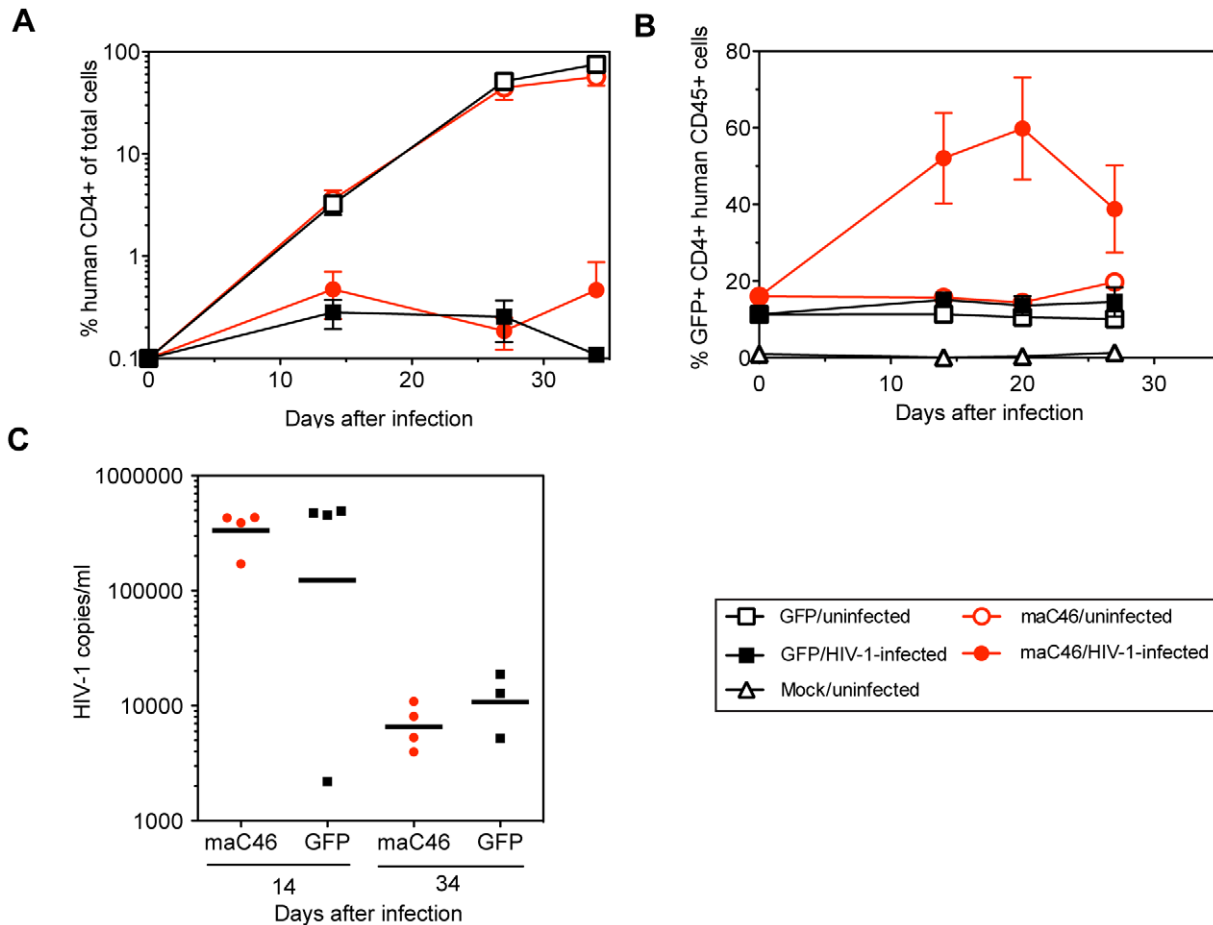 A
% human CD4+ of total cells
100
10
1
0.1
0 10 20 30
Days after infection
B
% GFP+ CD4+ human CD45+ cells
80
60
40
20
0
0 10 20 30
Days after infection
C
HIV-1 copies/ml
1000000
100000
10000
1000
maC46 GFP maC46 GFP
14 34
Days after infection
GFP/uninfected maC46/uninfected
GFP/HIV-1-infected maC46/HIV-1-infected
Mock/uninfected